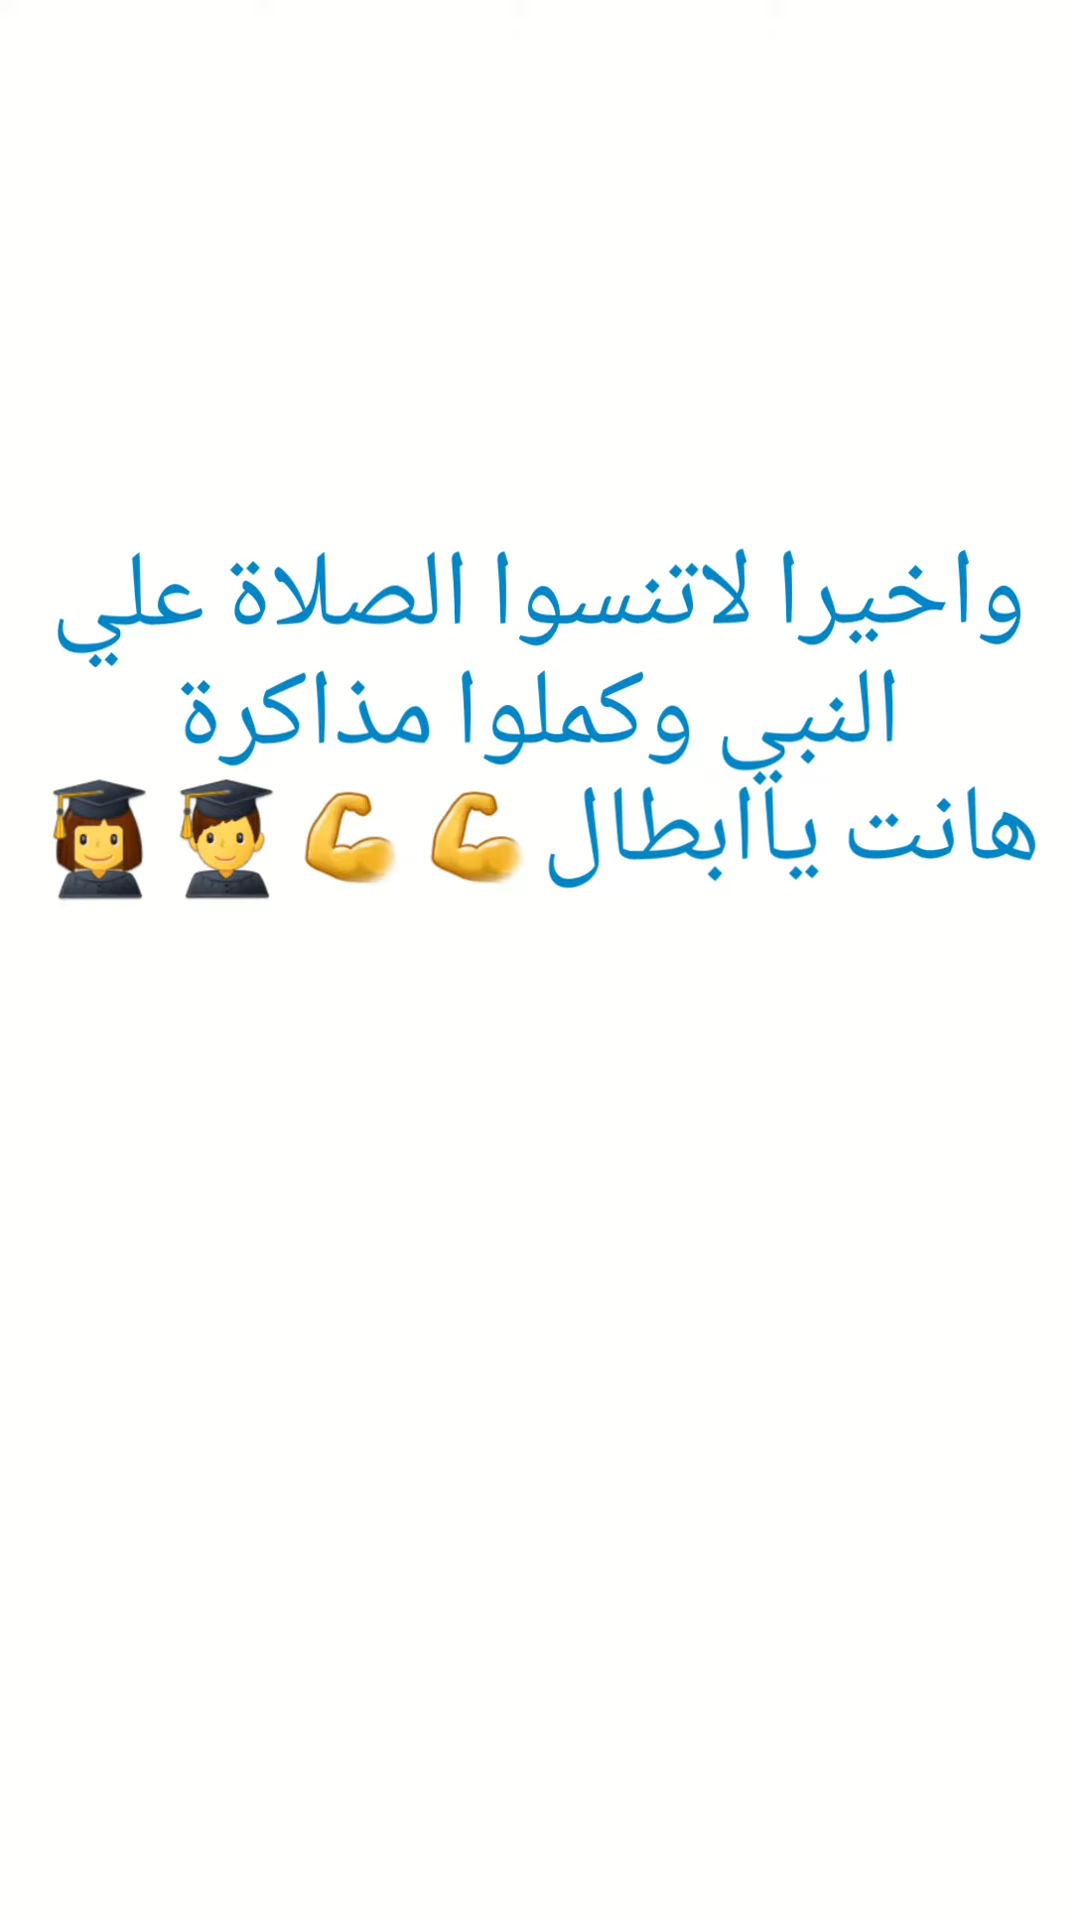 واخيرا لاتنسوا الصلاة علي
النبي وكملوا مذاكرة
هانت ياابطال 💪💪👨‍🎓👩‍🎓